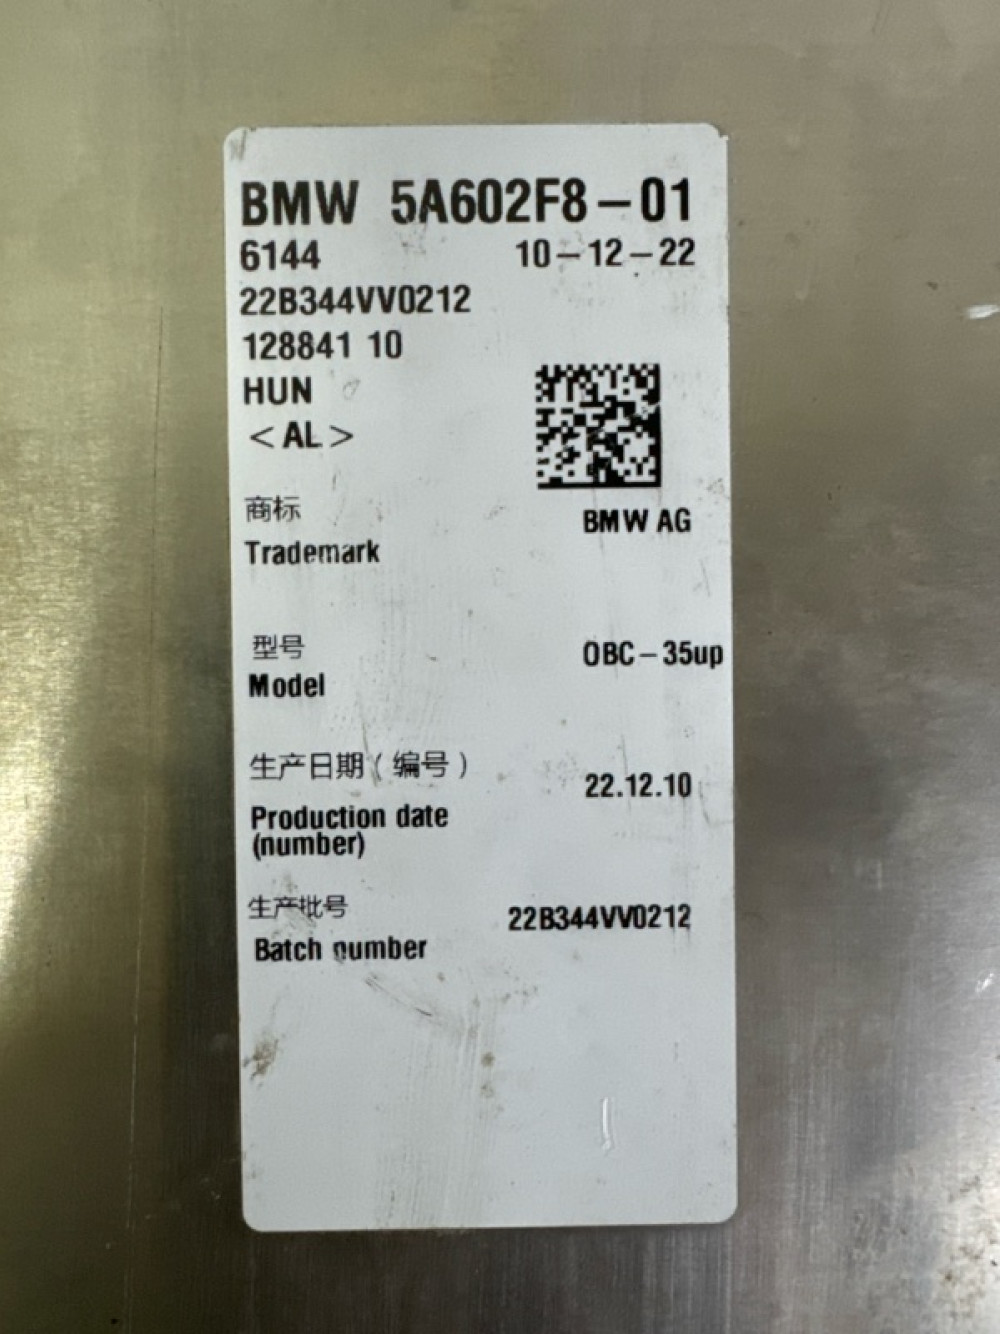 BMW 5A602F8-01
6144 10-12-22
22B344VV0212
128841 10
HUN
<AL>
商标 BMW AG
Trademark
型号 OBC-35up
Model
生产日期(编号) 22.12.10
Production date
(number)
生产批号 22B344VV0212
Batch number